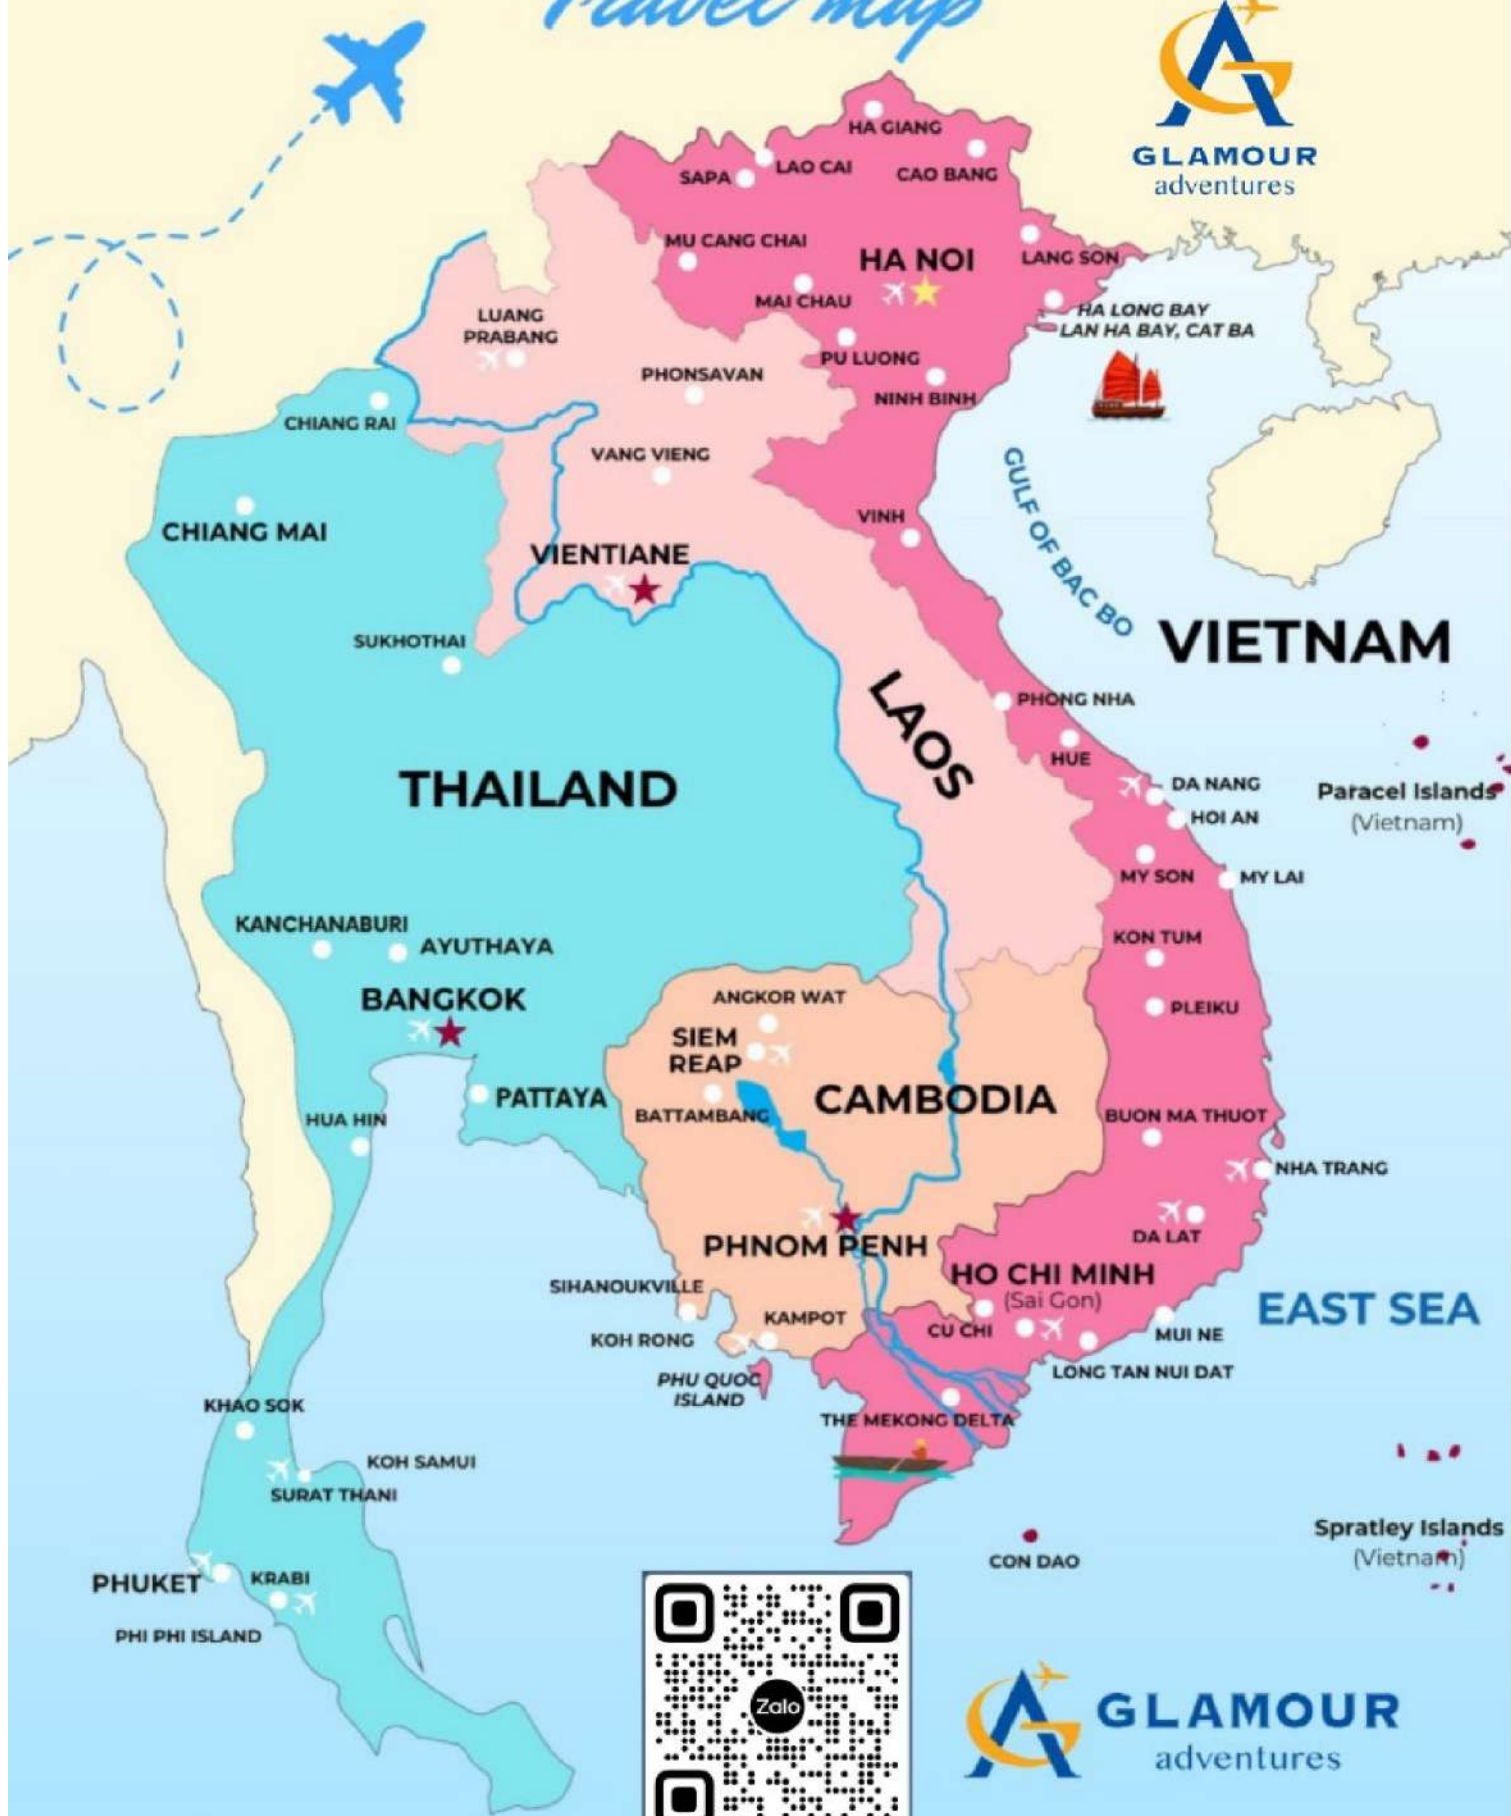 Travel map
GLAMOUR
adventures
HA GIANG
LAO CAI
SAPA
CAO BANG
MU CANG CHAI
HA NOI
LANG SON
MAI CHAU
HA LONG BAY
LAN HA BAY, CAT BA
LUANG
PRABANG
PU LUONG
PHONSAVAN
NINH BINH
CHIANG RAI
VANG VIENG
GULF OF BAC BO
CHIANG MAI
VINH
VIENTIANE
VIETNAM
SUKHOTHAI
PHONG NHA
LAOS
HUE
THAILAND
DA NANG
Paracel Islands
(Vietnam)
HOI AN
MY SON
MY LAI
KANCHANABURI
AYUTHAYA
KON TUM
BANGKOK
ANGKOR WAT
PLEIKU
SIEM
REAP
PATTAYA
CAMBODIA
HUA HIN
BATTAMBANG
BUON MA THUOT
NHA TRANG
DA LAT
PHNOM PENH
HO CHI MINH
(Sai Gon)
SIHANOUKVILLE
EAST SEA
KAMPOT
CU CHI
MUI NE
KOH RONG
LONG TAN NUI DAT
PHU QUOC
ISLAND
KHAO SOK
THE MEKONG DELTA
KOH SAMUI
SURAT THANI
Spratley Islands
(Vietnam)
CON DAO
PHUKET
KRABI
PHI PHI ISLAND
Zalo
GLAMOUR
adventures